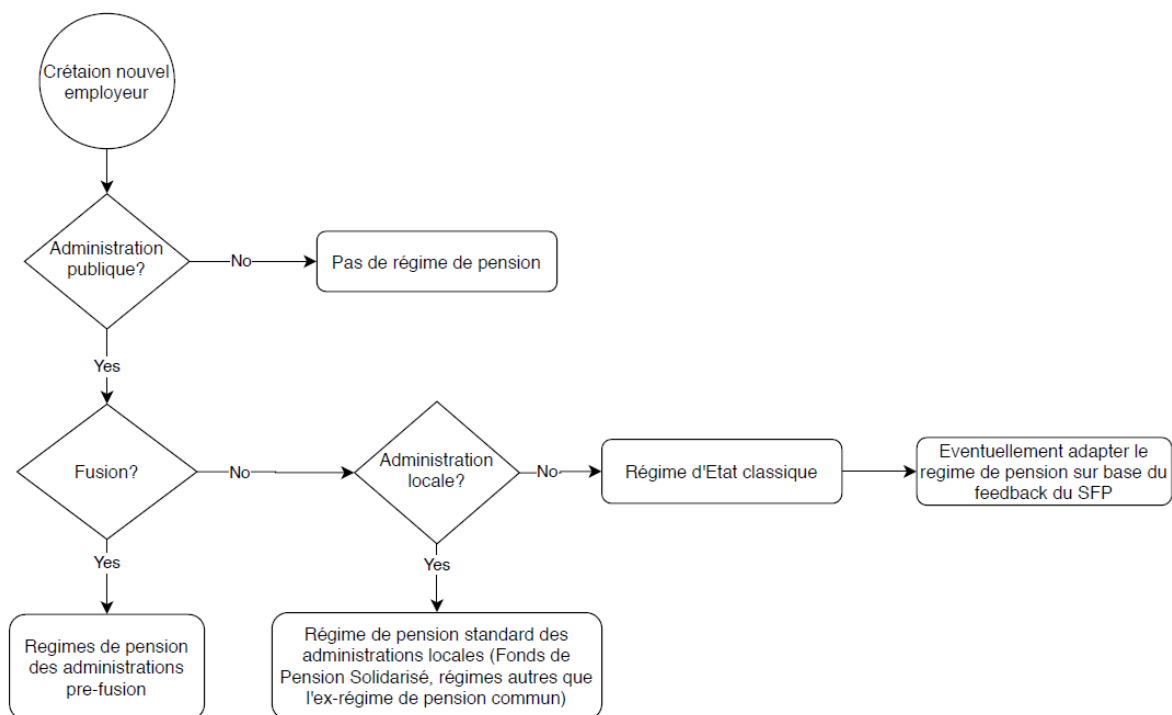 Crétaion nouvel
employeur
Administration
publique?
No
Pas de régime de pension
Yes
Fusion?
No
Administration
locale?
No
Régime d'Etat classique
Eventuellement adapter le
regime de pension sur base du
feedback du SFP
Yes
Yes
Regimes de pension
des administrations
pre-fusion
Régime de pension standard des
administrations locales (Fonds de
Pension Solidarisé, régimes autres que
l'ex-régime de pension commun)